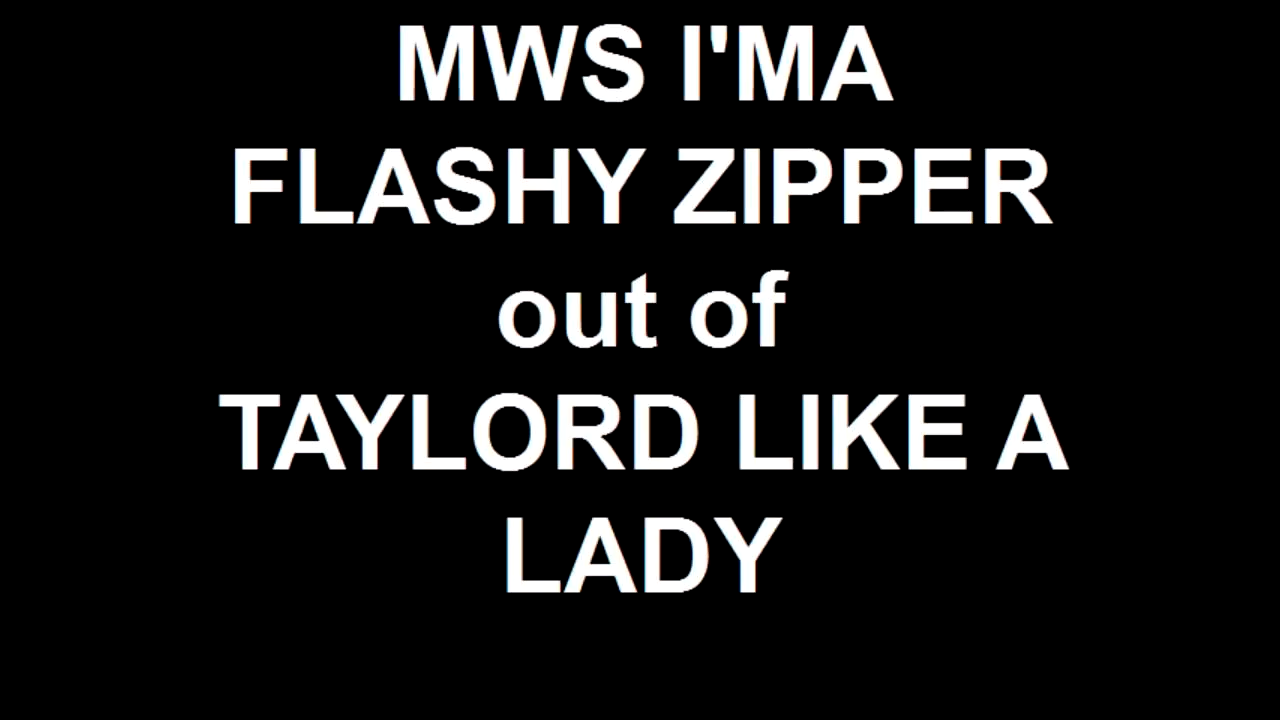 MWS I'MA
FLASHY ZIPPER
out of
TAYLORD LIKE A
LADY